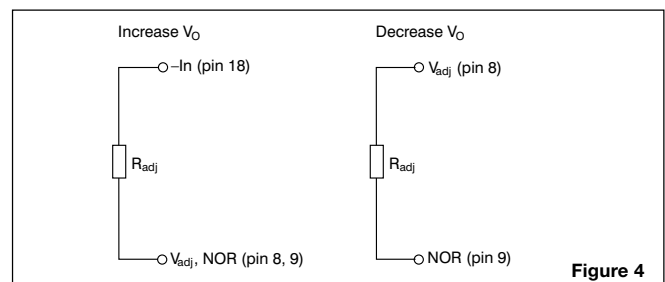 Increase VO
Decrease VO
–In (pin 18)
Vadj (pin 8)
Radj
Radj
Vadj, NOR (pin 8, 9)
NOR (pin 9)
Figure 4